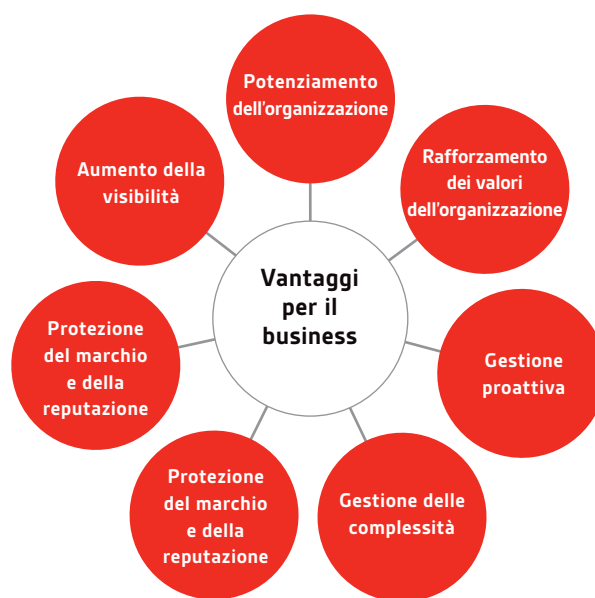 Potenziamento
dell'organizzazione
Rafforzamento
dei valori
dell'organizzazione
Gestione
proattiva
Gestione delle
complessità
Protezione
del marchio
e della
reputazione
Protezione
del marchio
e della
reputazione
Aumento della
visibilità
Vantaggi
per il
business